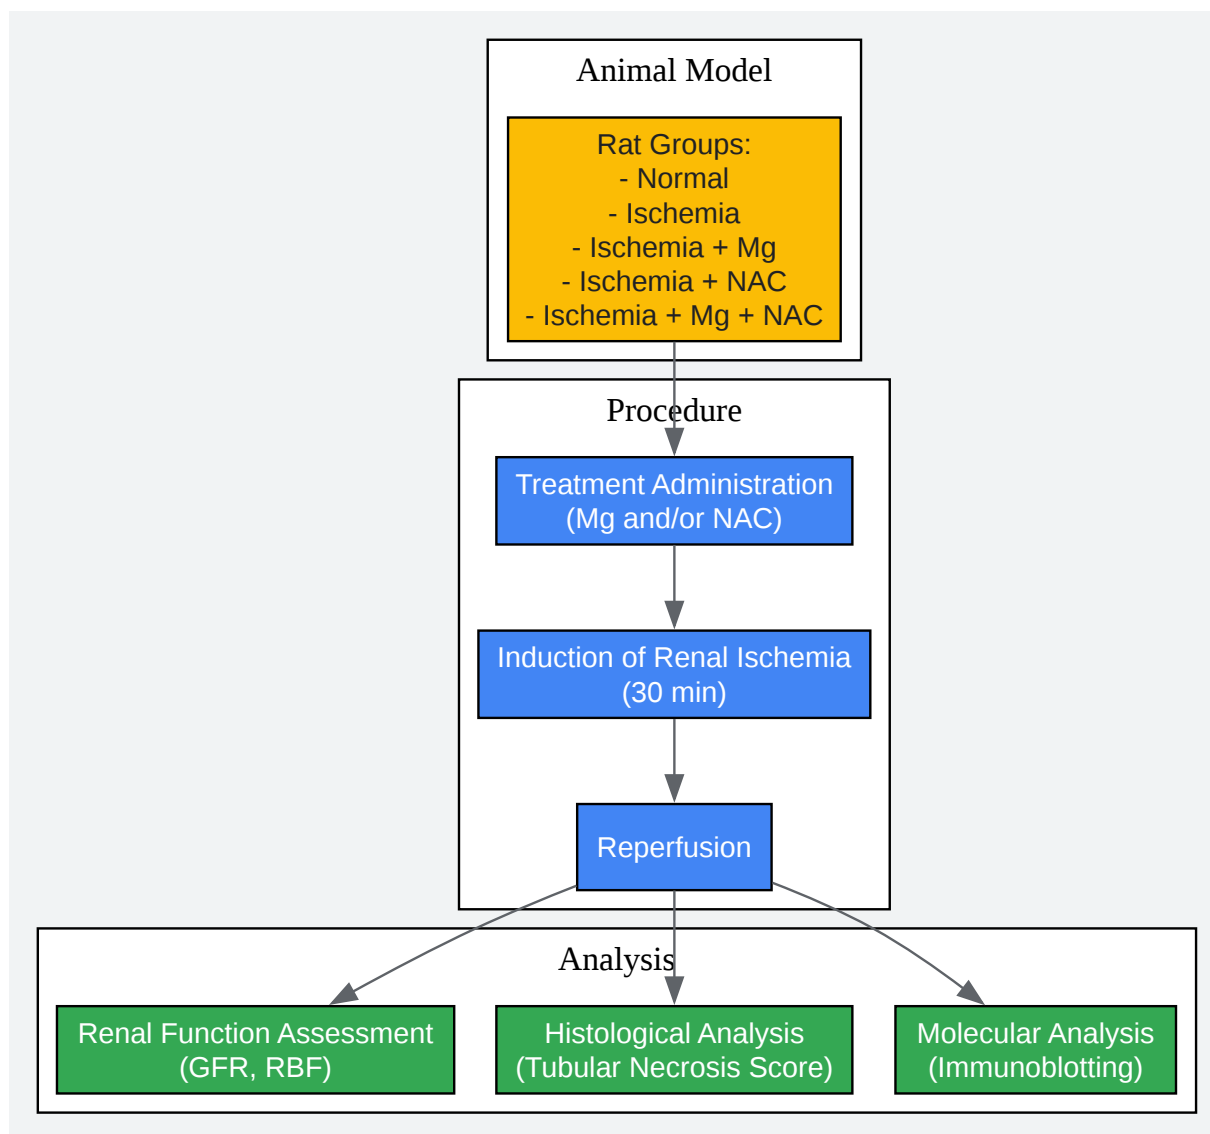 Animal Model
Rat Groups:
- Normal
- Ischemia
- Ischemia + Mg
- Ischemia + NAC
- Ischemia + Mg + NAC
Procedure
Treatment Administration
(Mg and/or NAC)
Induction of Renal Ischemia
(30 min)
Reperfusion
Analysis
Renal Function Assessment
(GFR, RBF)
Histological Analysis
(Tubular Necrosis Score)
Molecular Analysis
(Immunoblotting)